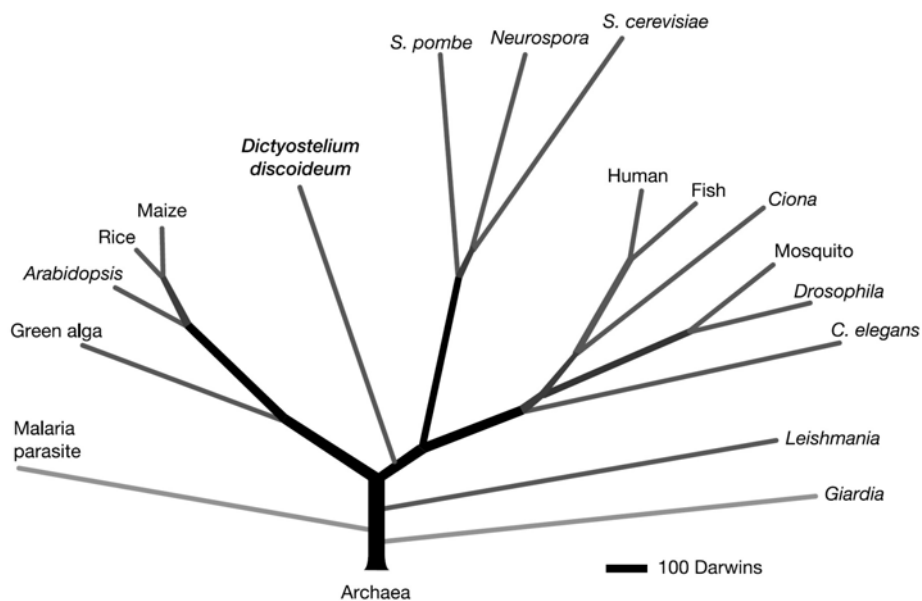 S. cerevisiae
S. pombe
Neurospora
Dictyostelium
discoideum
Human
Fish
Ciona
Maize
Rice
Mosquito
Arabidopsis
Drosophila
Green alga
C. elegans
Malaria
parasite
Leishmania
Giardia
100 Darwins
Archaea